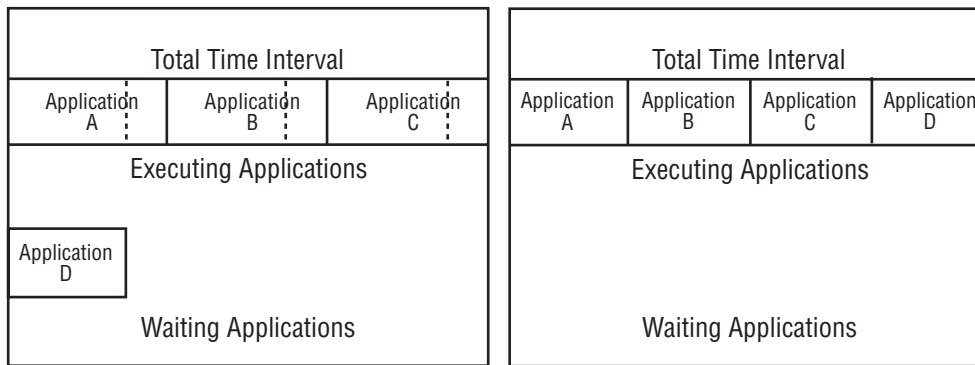 Total Time Interval
Application
A
Application
B
Application
C
Executing Applications
Application
D
Waiting Applications
Total Time Interval
Application
A
Application
B
Application
C
Application
D
Executing Applications
Waiting Applications